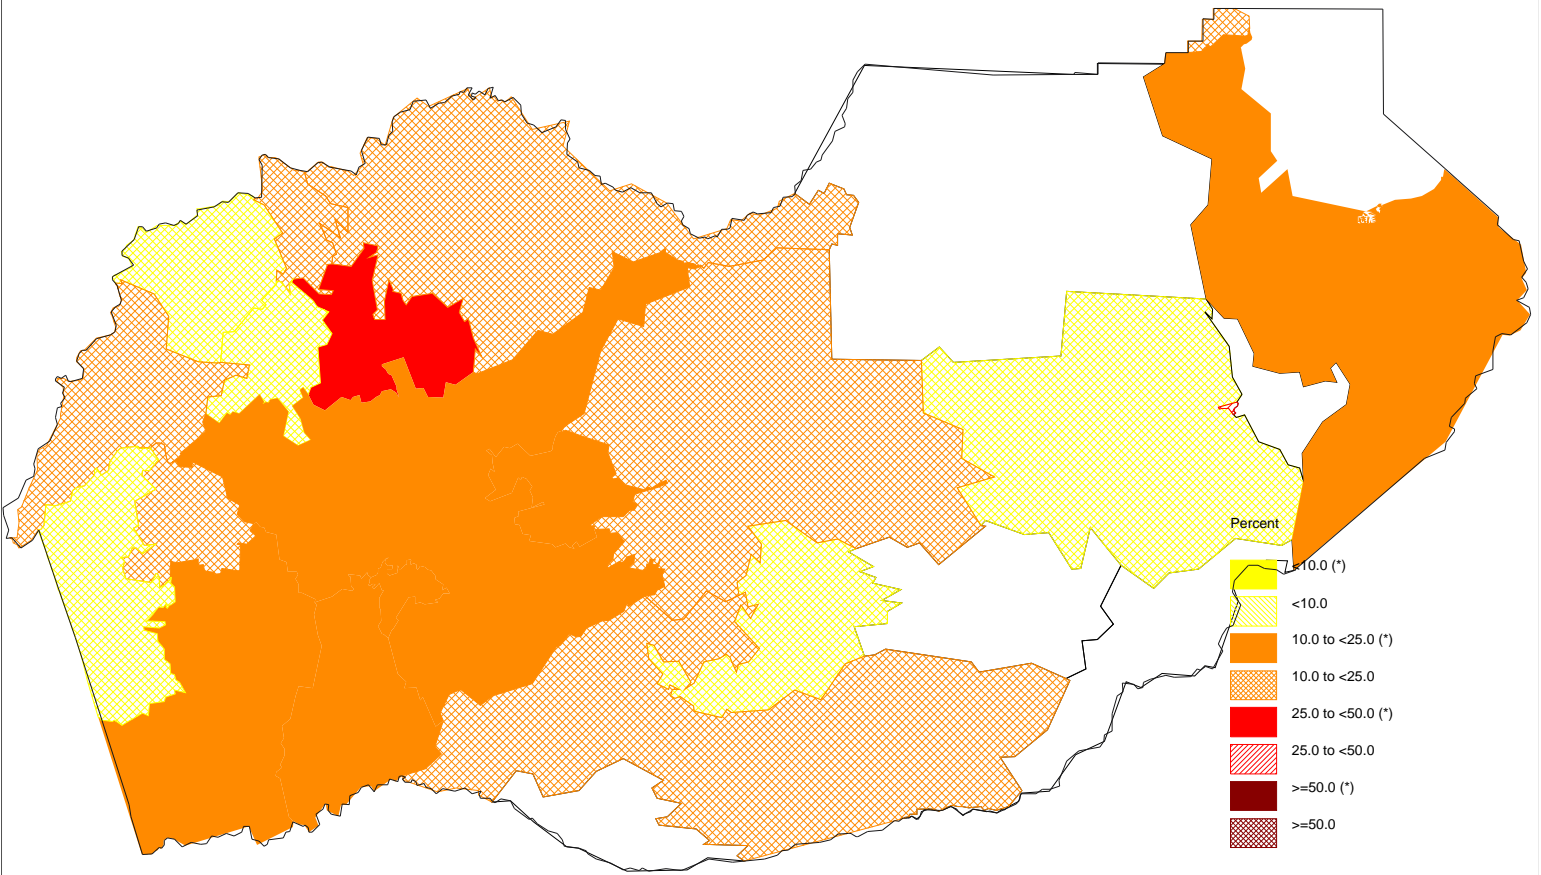 Percent
<10.0 (*)
<10.0
10.0 to <25.0 (*)
10.0 to <25.0
25.0 to <50.0 (*)
25.0 to <50.0
>=50.0 (*)
>=50.0